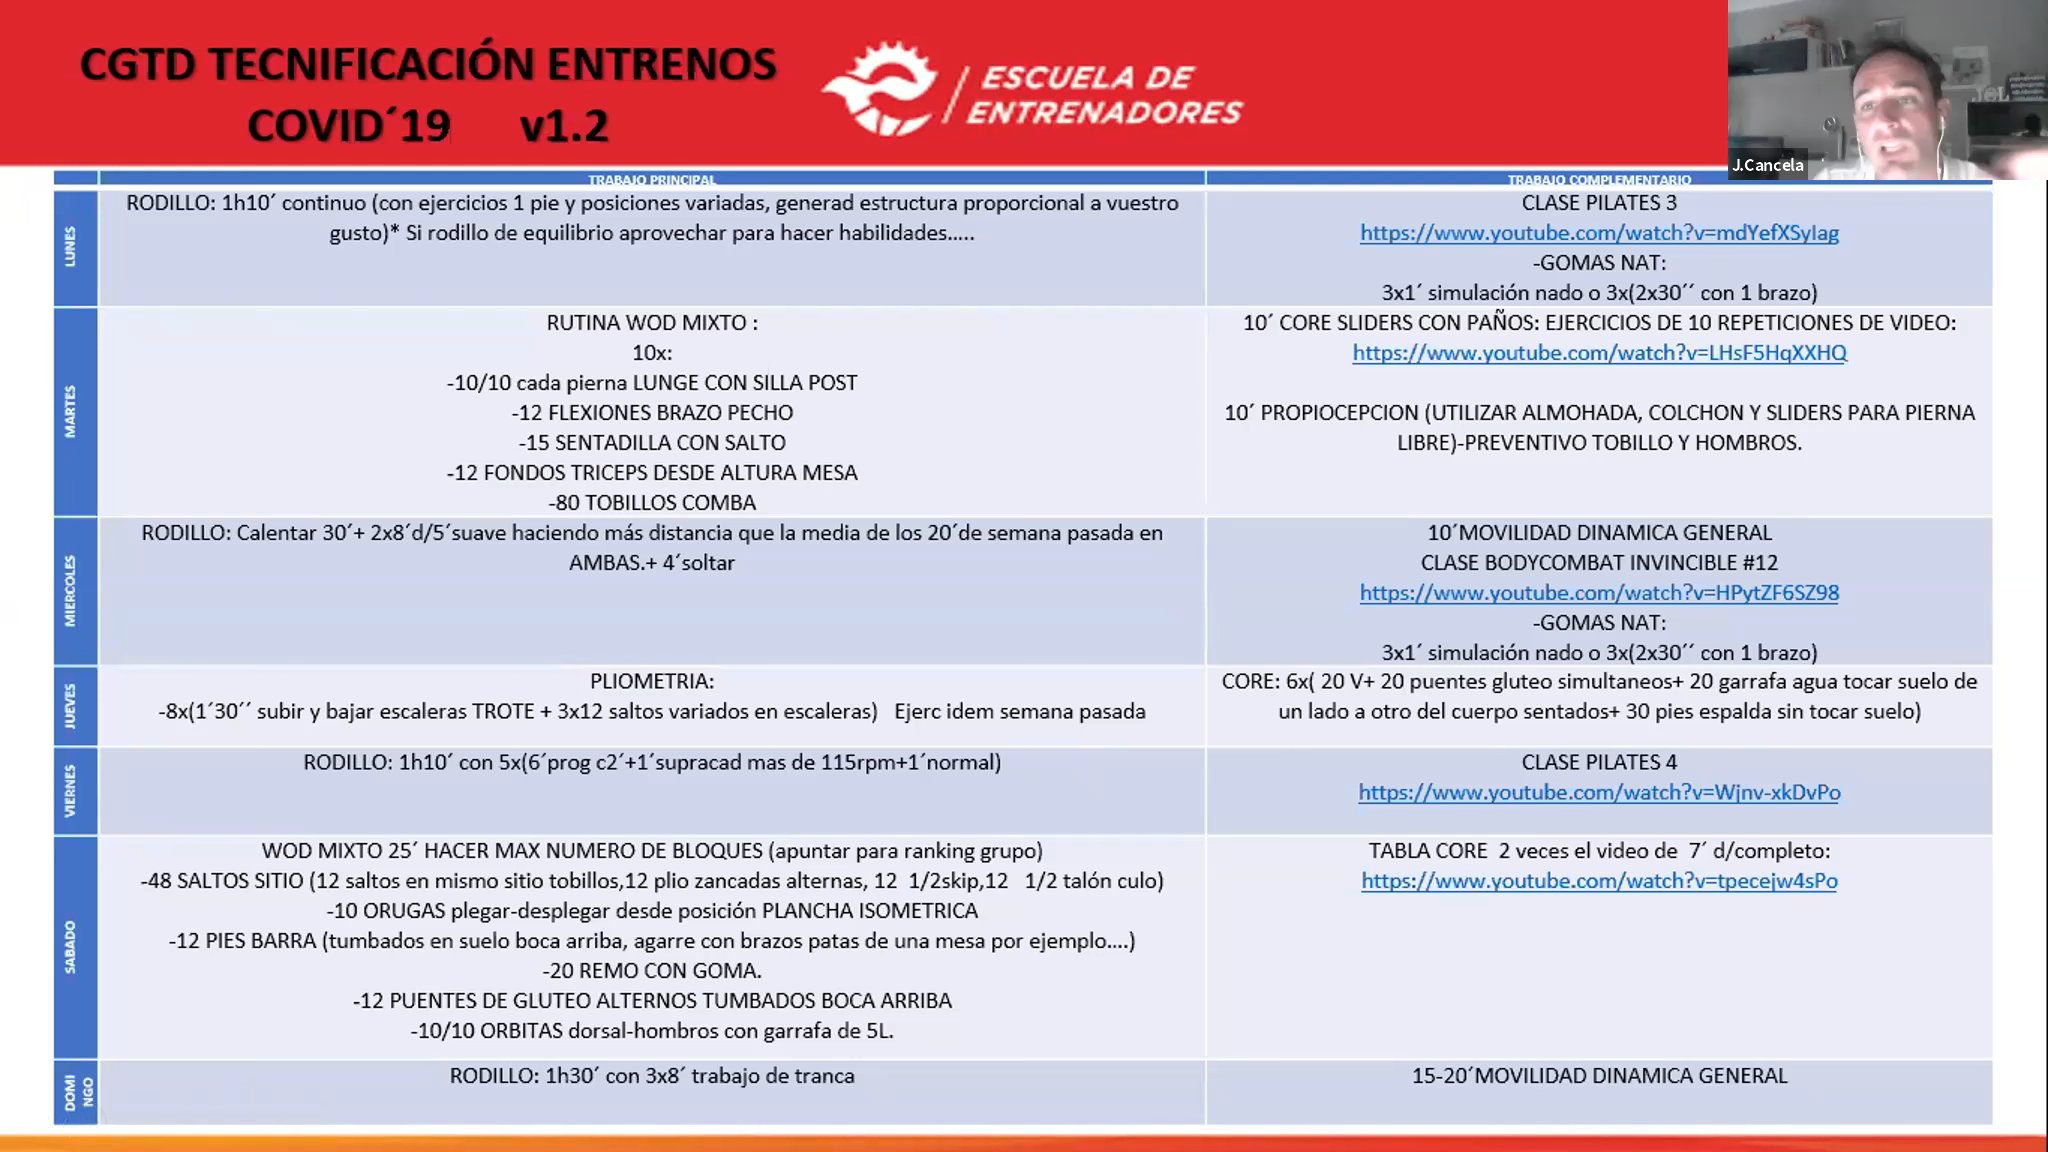 CGTD TECNIFICACIÓN ENTRENOS
COVID´19 v1.2
ESCUELA DE
ENTRENADORES
J.Cancela
TRABAJO PRINCIPAL
TRABAJO COMPLEMENTARIO
LUNES
RODILLO: 1h10´ continuo (con ejercicios 1 pie y posiciones variadas, generad estructura proporcional a vuestro
gusto)* Si rodillo de equilibrio aprovechar para hacer habilidades.....
CLASE PILATES 3
https://www.youtube.com/watch?v=mdYefXSyIag
-GOMAS NAT:
3x1´ simulación nado o 3x(2x30´´ con 1 brazo)
MARTES
RUTINA WOD MIXTO :
10x:
-10/10 cada pierna LUNGE CON SILLA POST
-12 FLEXIONES BRAZO PECHO
-15 SENTADILLA CON SALTO
-12 FONDOS TRICEPS DESDE ALTURA MESA
-80 TOBILLOS COMBA
10´ CORE SLIDERS CON PAÑOS: EJERCICIOS DE 10 REPETICIONES DE VIDEO:
https://www.youtube.com/watch?v=LHsF5HqXXHQ
10´ PROPIOCEPCION (UTILIZAR ALMOHADA, COLCHON Y SLIDERS PARA PIERNA
LIBRE)-PREVENTIVO TOBILLO Y HOMBROS.
MIERCOLES
RODILLO: Calentar 30´+ 2x8´d/5´suave haciendo más distancia que la media de los 20´de semana pasada en
AMBAS.+ 4´soltar
10´MOVILIDAD DINAMICA GENERAL
CLASE BODYCOMBAT INVINCIBLE #12
https://www.youtube.com/watch?v=HPytZF6SZ98
-GOMAS NAT:
3x1´ simulación nado o 3x(2x30´´ con 1 brazo)
JUEVES
PLIOMETRIA:
-8x(1´30´´ subir y bajar escaleras TROTE + 3x12 saltos variados en escaleras) Ejerc idem semana pasada
CORE: 6x( 20 V+ 20 puentes gluteo simultaneos+ 20 garrafa agua tocar suelo de
un lado a otro del cuerpo sentados+ 30 pies espalda sin tocar suelo)
VIERNES
RODILLO: 1h10´ con 5x(6´prog c2´+1´supracad mas de 115rpm+1´normal)
CLASE PILATES 4
https://www.youtube.com/watch?v=Wjnv-xkDvPo
SABADO
WOD MIXTO 25´ HACER MAX NUMERO DE BLOQUES (apuntar para ranking grupo)
-48 SALTOS SITIO (12 saltos en mismo sitio tobillos,12 plio zancadas alternas, 12 1/2skip,12 1/2 talón culo)
-10 ORUGAS plegar-desplegar desde posición PLANCHA ISOMETRICA
-12 PIES BARRA (tumbados en suelo boca arriba, agarre con brazos patas de una mesa por ejemplo....)
-20 REMO CON GOMA.
-12 PUENTES DE GLUTEO ALTERNOS TUMBADOS BOCA ARRIBA
-10/10 ORBITAS dorsal-hombros con garrafa de 5L.
TABLA CORE 2 veces el video de 7´ d/completo:
https://www.youtube.com/watch?v=tpecejw4sPo
DOMI
NGO
RODILLO: 1h30´ con 3x8´ trabajo de tranca
15-20´MOVILIDAD DINAMICA GENERAL